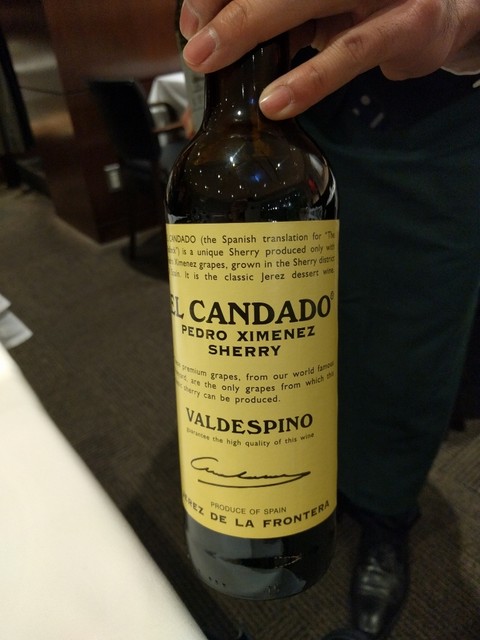 CANDADO (the Spanish translation for "The
is a unique Sherry produced only with
Ximenez grapes, grown in the Sherry district
It is the classic Jerez dessert wine
EL CANDADO®
PEDRO XIMENEZ
SHERRY
premium grapes, from our world famous
are the only grapes from which this
sherry can be produced.
VALDESPINO
guarantee the high quality of this wine
PRODUCE OF SPAIN
JEREZ DE LA FRONTERA